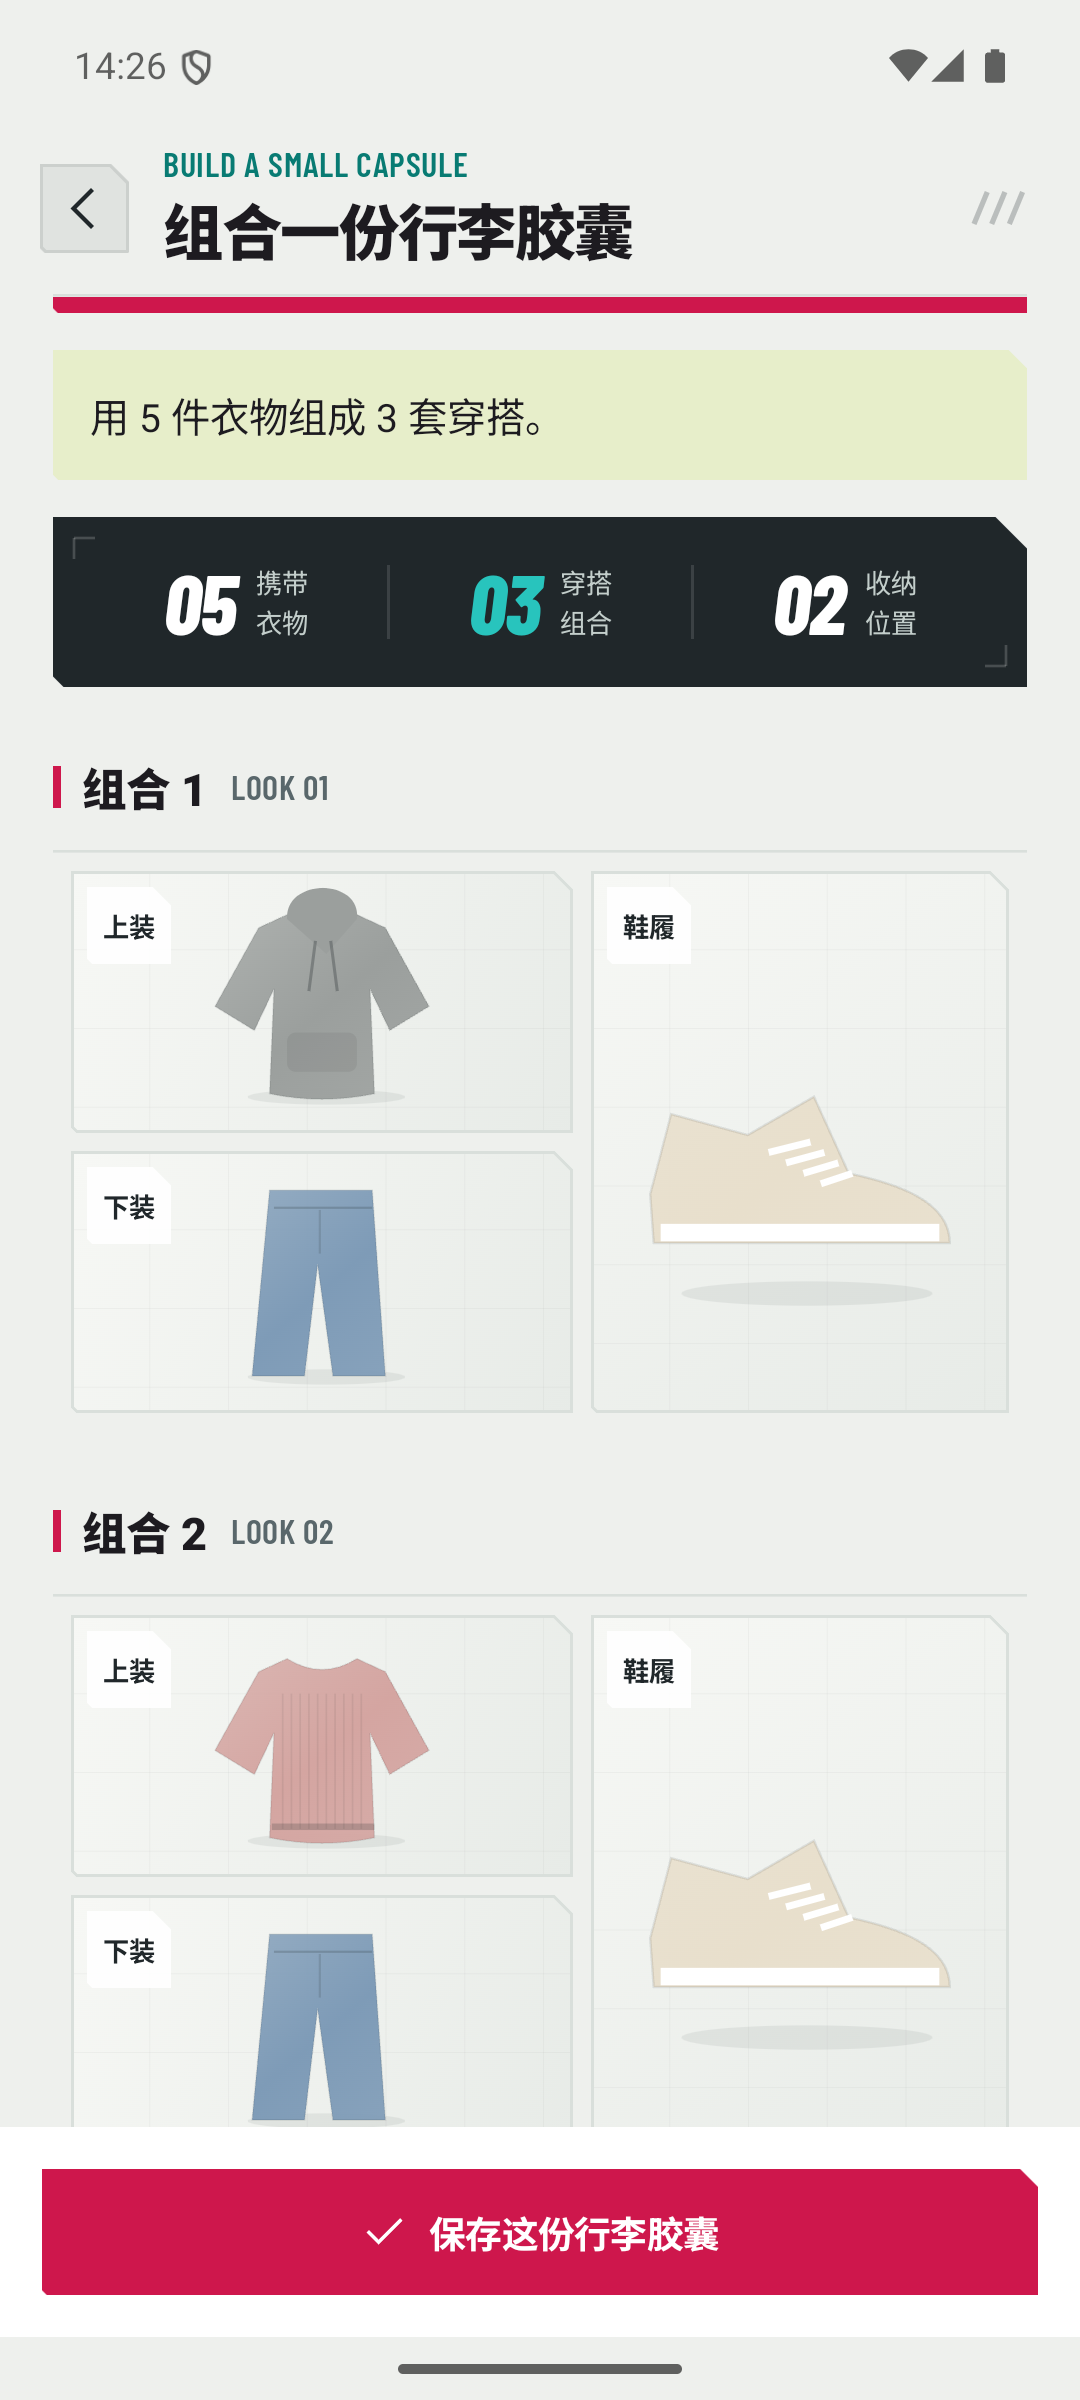 14:26
BUILD A SMALL CAPSULE
组合一份行李胶囊
用 5 件衣物组成 3 套穿搭。
05 携带衣物
03 穿搭组合
02 收纳位置
组合 1 LOOK 01
上装
鞋履
下装
组合 2 LOOK 02
上装
鞋履
下装
保存这份行李胶囊